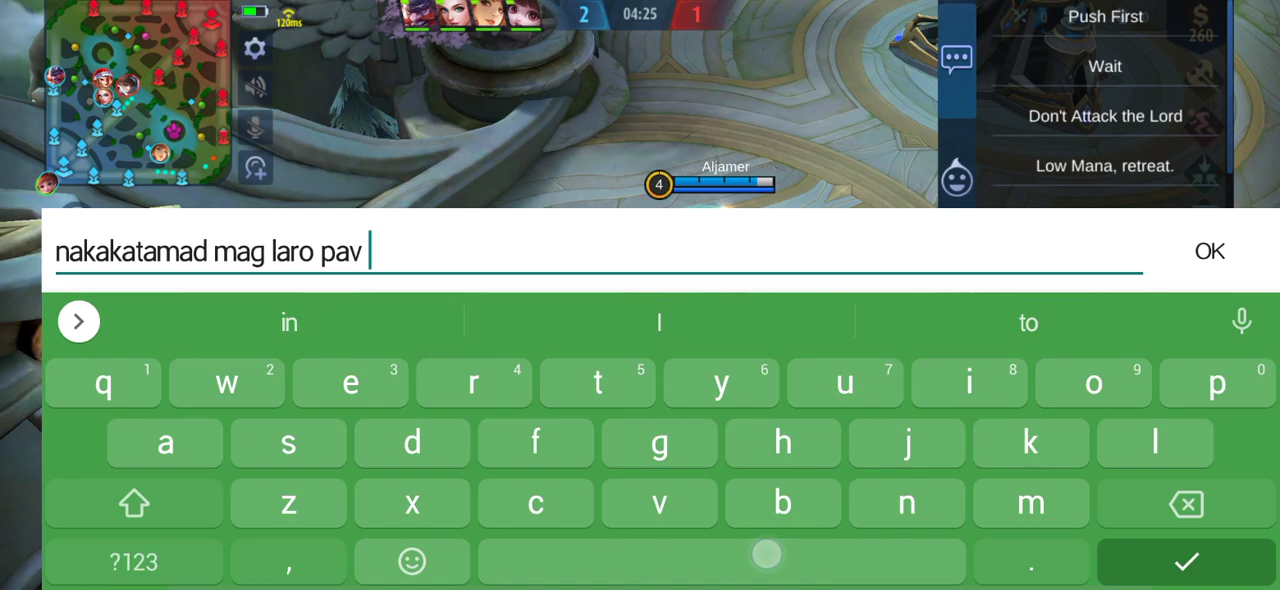 120ms
2 04:25 1
Push First
$
260
Wait
Don't Attack the Lord
Low Mana, retreat.
Aljamer
4
nakakatamad mag laro pav
OK
in I to
q 1 w 2 e 3 r 4 t 5 y 6 u 7 i 8 o 9 p 0
a s d f g h j k l
z x c v b n m
?123 , .